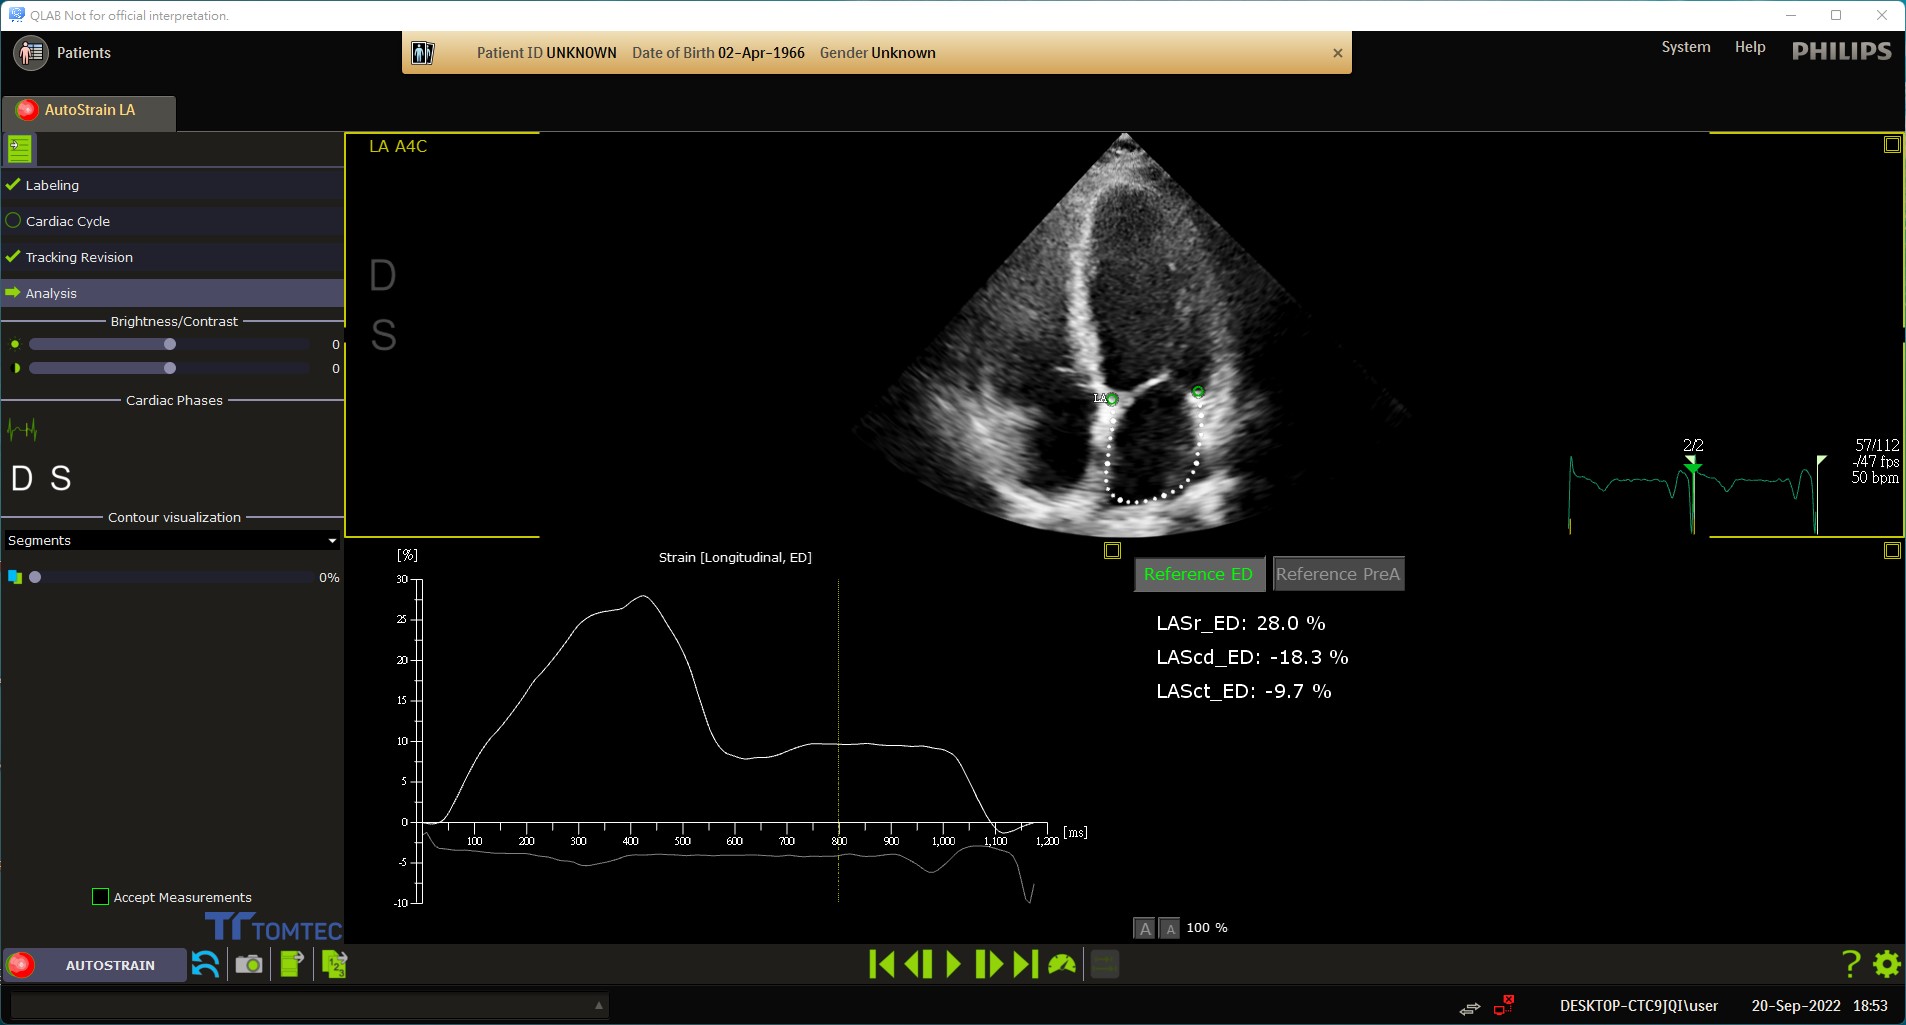 QLAB Not for official interpretation.
Patients
Patient ID UNKNOWN Date of Birth 02-Apr-1966 Gender Unknown
System Help PHILIPS
AutoStrain LA
Labeling
Cardiac Cycle
Tracking Revision
Analysis
Brightness/Contrast
0
0
Cardiac Phases
D S
Contour visualization
Segments
0%
Accept Measurements
TOMTEC
LA A4C
D
S
LA
2/2
57/112
-/47 fps
50 bpm
[%]
Strain [Longitudinal, ED]
30
25
20
15
10
5
0
-5
-10
100 200 300 400 500 600 700 800 900 1,000 1,100 1,200 [ms]
Reference ED Reference PreA
LASr_ED: 28.0 %
LAScd_ED: -18.3 %
LASct_ED: -9.7 %
A A 100 %
AUTOSTRAIN
123
?
DESKTOP-CTC9JQI\user 20-Sep-2022 18:53